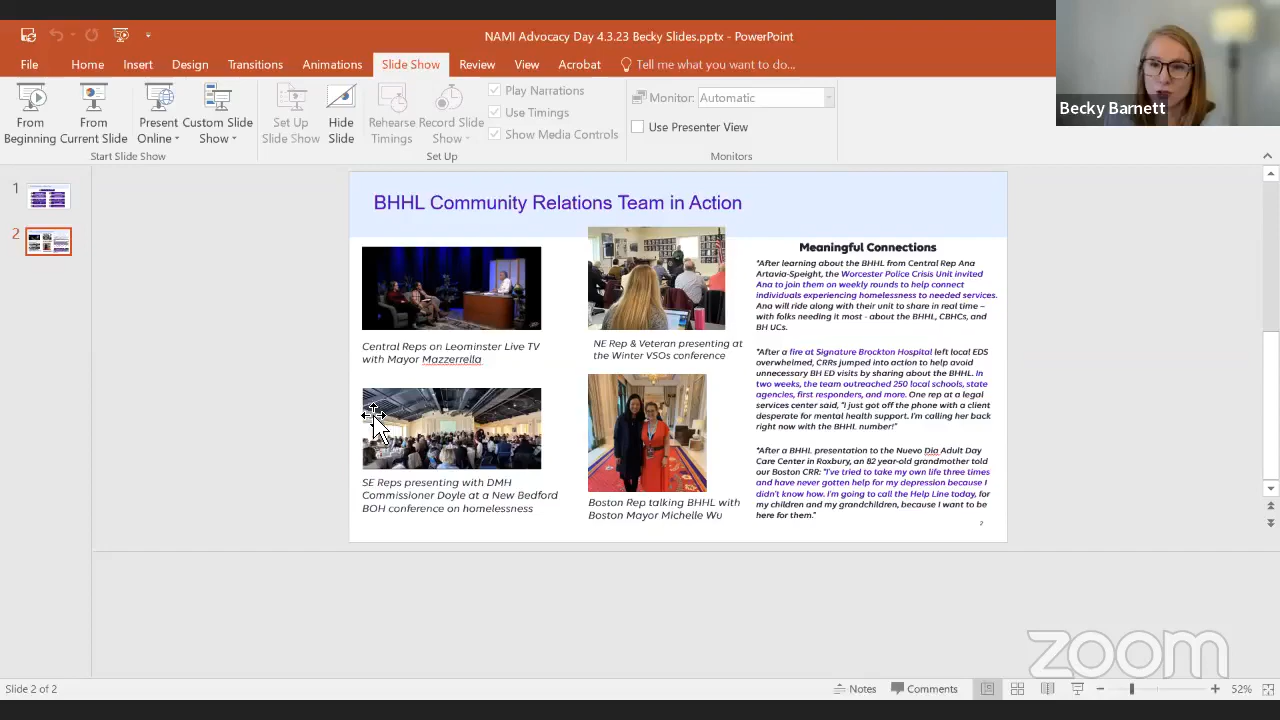 NAMI Advocacy Day 4.3.23 Becky Slides.pptx - PowerPoint
File Home Insert Design Transitions Animations Slide Show Review View Acrobat Tell me what you want to do...
Becky Barnett
From Beginning
From Current Slide
Present Online
Custom Slide Show
Start Slide Show
Set Up Slide Show
Hide Slide
Rehearse Timings
Record Slide Show
Play Narrations
Use Timings
Show Media Controls
Set Up
Monitor: Automatic
Use Presenter View
Monitors
1
2
BHHL Community Relations Team in Action
Central Reps on Leominster Live TV
with Mayor Mazzerrella
NE Rep & Veteran presenting at
the Winter VSOs conference
SE Reps presenting with DMH
Commissioner Doyle at a New Bedford
BOH conference on homelessness
Boston Rep talking BHHL with
Boston Mayor Michelle Wu
Meaningful Connections
*After learning about the BHHL from Central Rep Ana
Artavia-Speight, the Worcester Police Crisis Unit invited
Ana to join them on weekly rounds to help connect
individuals experiencing homelessness to needed services.
Ana will ride along with their unit to share in real time –
with folks needing it most - about the BHHL, CBHCs, and
BH UCs.
*After a fire at Signature Brockton Hospital left local EDS
overwhelmed, CRRs jumped into action to help avoid
unnecessary BH ED visits by sharing about the BHHL. In
two weeks, the team outreached 250 local schools, state
agencies, first responders, and more. One rep at a legal
services center said, "I just got off the phone with a client
desperate for mental health support. I'm calling her back
right now with the BHHL number!"
*After a BHHL presentation to the Nuevo Dia Adult Day
Care Center in Roxbury, an 82 year-old grandmother told
our Boston CRR: "I've tried to take my own life three times
and have never gotten help for my depression because I
didn't know how. I'm going to call the Help Line today, for
my children and my grandchildren, because I want to be
here for them."
2
zoom
Slide 2 of 2
Notes
Comments
52%